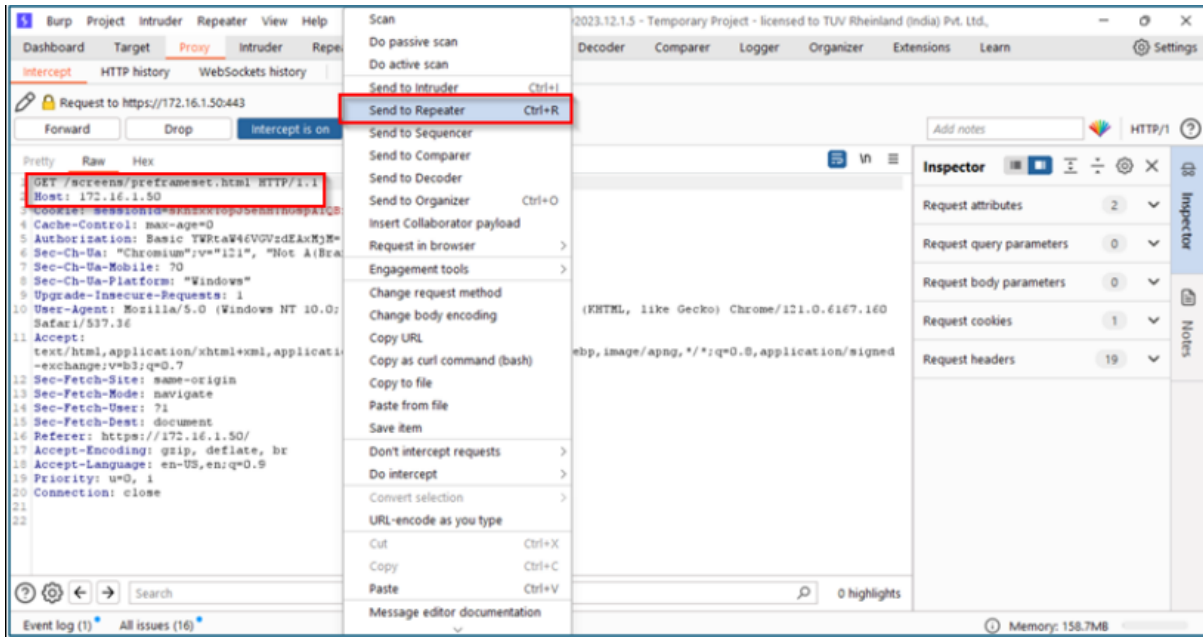 Burp Project Intruder Repeater View Help
2023.12.1.5 - Temporary Project - licensed to TUV Rheinland (India) Pvt. Ltd.,
Dashboard Target Proxy Intruder Decoder Comparer Logger Organizer Extensions Learn Settings
Intercept HTTP history WebSockets history
Request to https://172.16.1.50:443
Forward Drop Intercept is on
Add notes HTTP/1
Pretty Raw Hex \n
1 GET /screens/preframeset.html HTTP/1.1
2 Host: 172.16.1.50
3 Cookie:
4 Cache-Control: max-age=0
5 Authorization: Basic
6 Sec-Ch-Ua: "Chromium";v="121", "Not A(Bra
7 Sec-Ch-Ua-Mobile: ?0
8 Sec-Ch-Ua-Platform: "Windows"
9 Upgrade-Insecure-Requests: 1
10 User-Agent: Mozilla/5.0 (Windows NT 10.0; (KHTML, like Gecko) Chrome/121.0.6167.160
Safari/537.36
11 Accept:
text/html,application/xhtml+xml,applicati ebp,image/apng,*/*;q=0.8,application/signed
-exchange;v=b3;q=0.7
12 Sec-Fetch-Site: same-origin
13 Sec-Fetch-Mode: navigate
14 Sec-Fetch-User: ?1
15 Sec-Fetch-Dest: document
16 Referer: https://172.16.1.50/
17 Accept-Encoding: gzip, deflate, br
18 Accept-Language: en-US,en;q=0.9
19 Priority: u=0, i
20 Connection: close
21
22
Scan
Do passive scan
Do active scan
Send to Intruder Ctrl+I
Send to Repeater Ctrl+R
Send to Sequencer
Send to Comparer
Send to Decoder
Send to Organizer Ctrl+O
Insert Collaborator payload
Request in browser
Engagement tools
Change request method
Change body encoding
Copy URL
Copy as curl command (bash)
Copy to file
Paste from file
Save item
Don't intercept requests
Do intercept
Convert selection
URL-encode as you type
Cut Ctrl+X
Copy Ctrl+C
Paste Ctrl+V
Message editor documentation
Inspector
Request attributes 2
Request query parameters 0
Request body parameters 0
Request cookies 1
Request headers 19
Inspector
Notes
Search
0 highlights
Event log (1) All issues (16)
Memory: 158.7MB